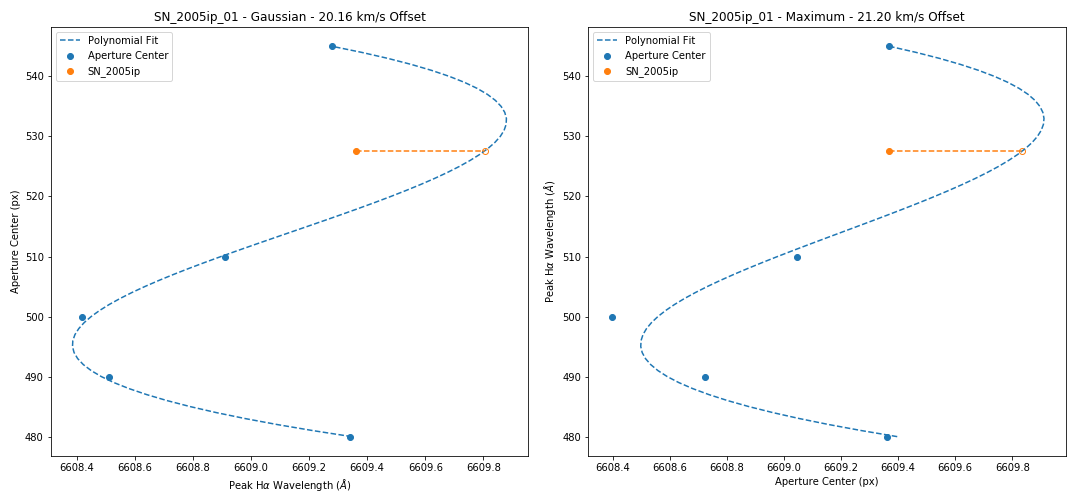 SN_2005ip_01 - Gaussian - 20.16 km/s Offset
Polynomial Fit
Aperture Center
SN_2005ip
Aperture Center (px)
540
530
520
510
500
490
480
6608.4 6608.6 6608.8 6609.0 6609.2 6609.4 6609.6 6609.8
Peak Hα Wavelength (Å)
SN_2005ip_01 - Maximum - 21.20 km/s Offset
Polynomial Fit
Aperture Center
SN_2005ip
Peak Hα Wavelength (Å)
540
530
520
510
500
490
480
6608.4 6608.6 6608.8 6609.0 6609.2 6609.4 6609.6 6609.8
Aperture Center (px)